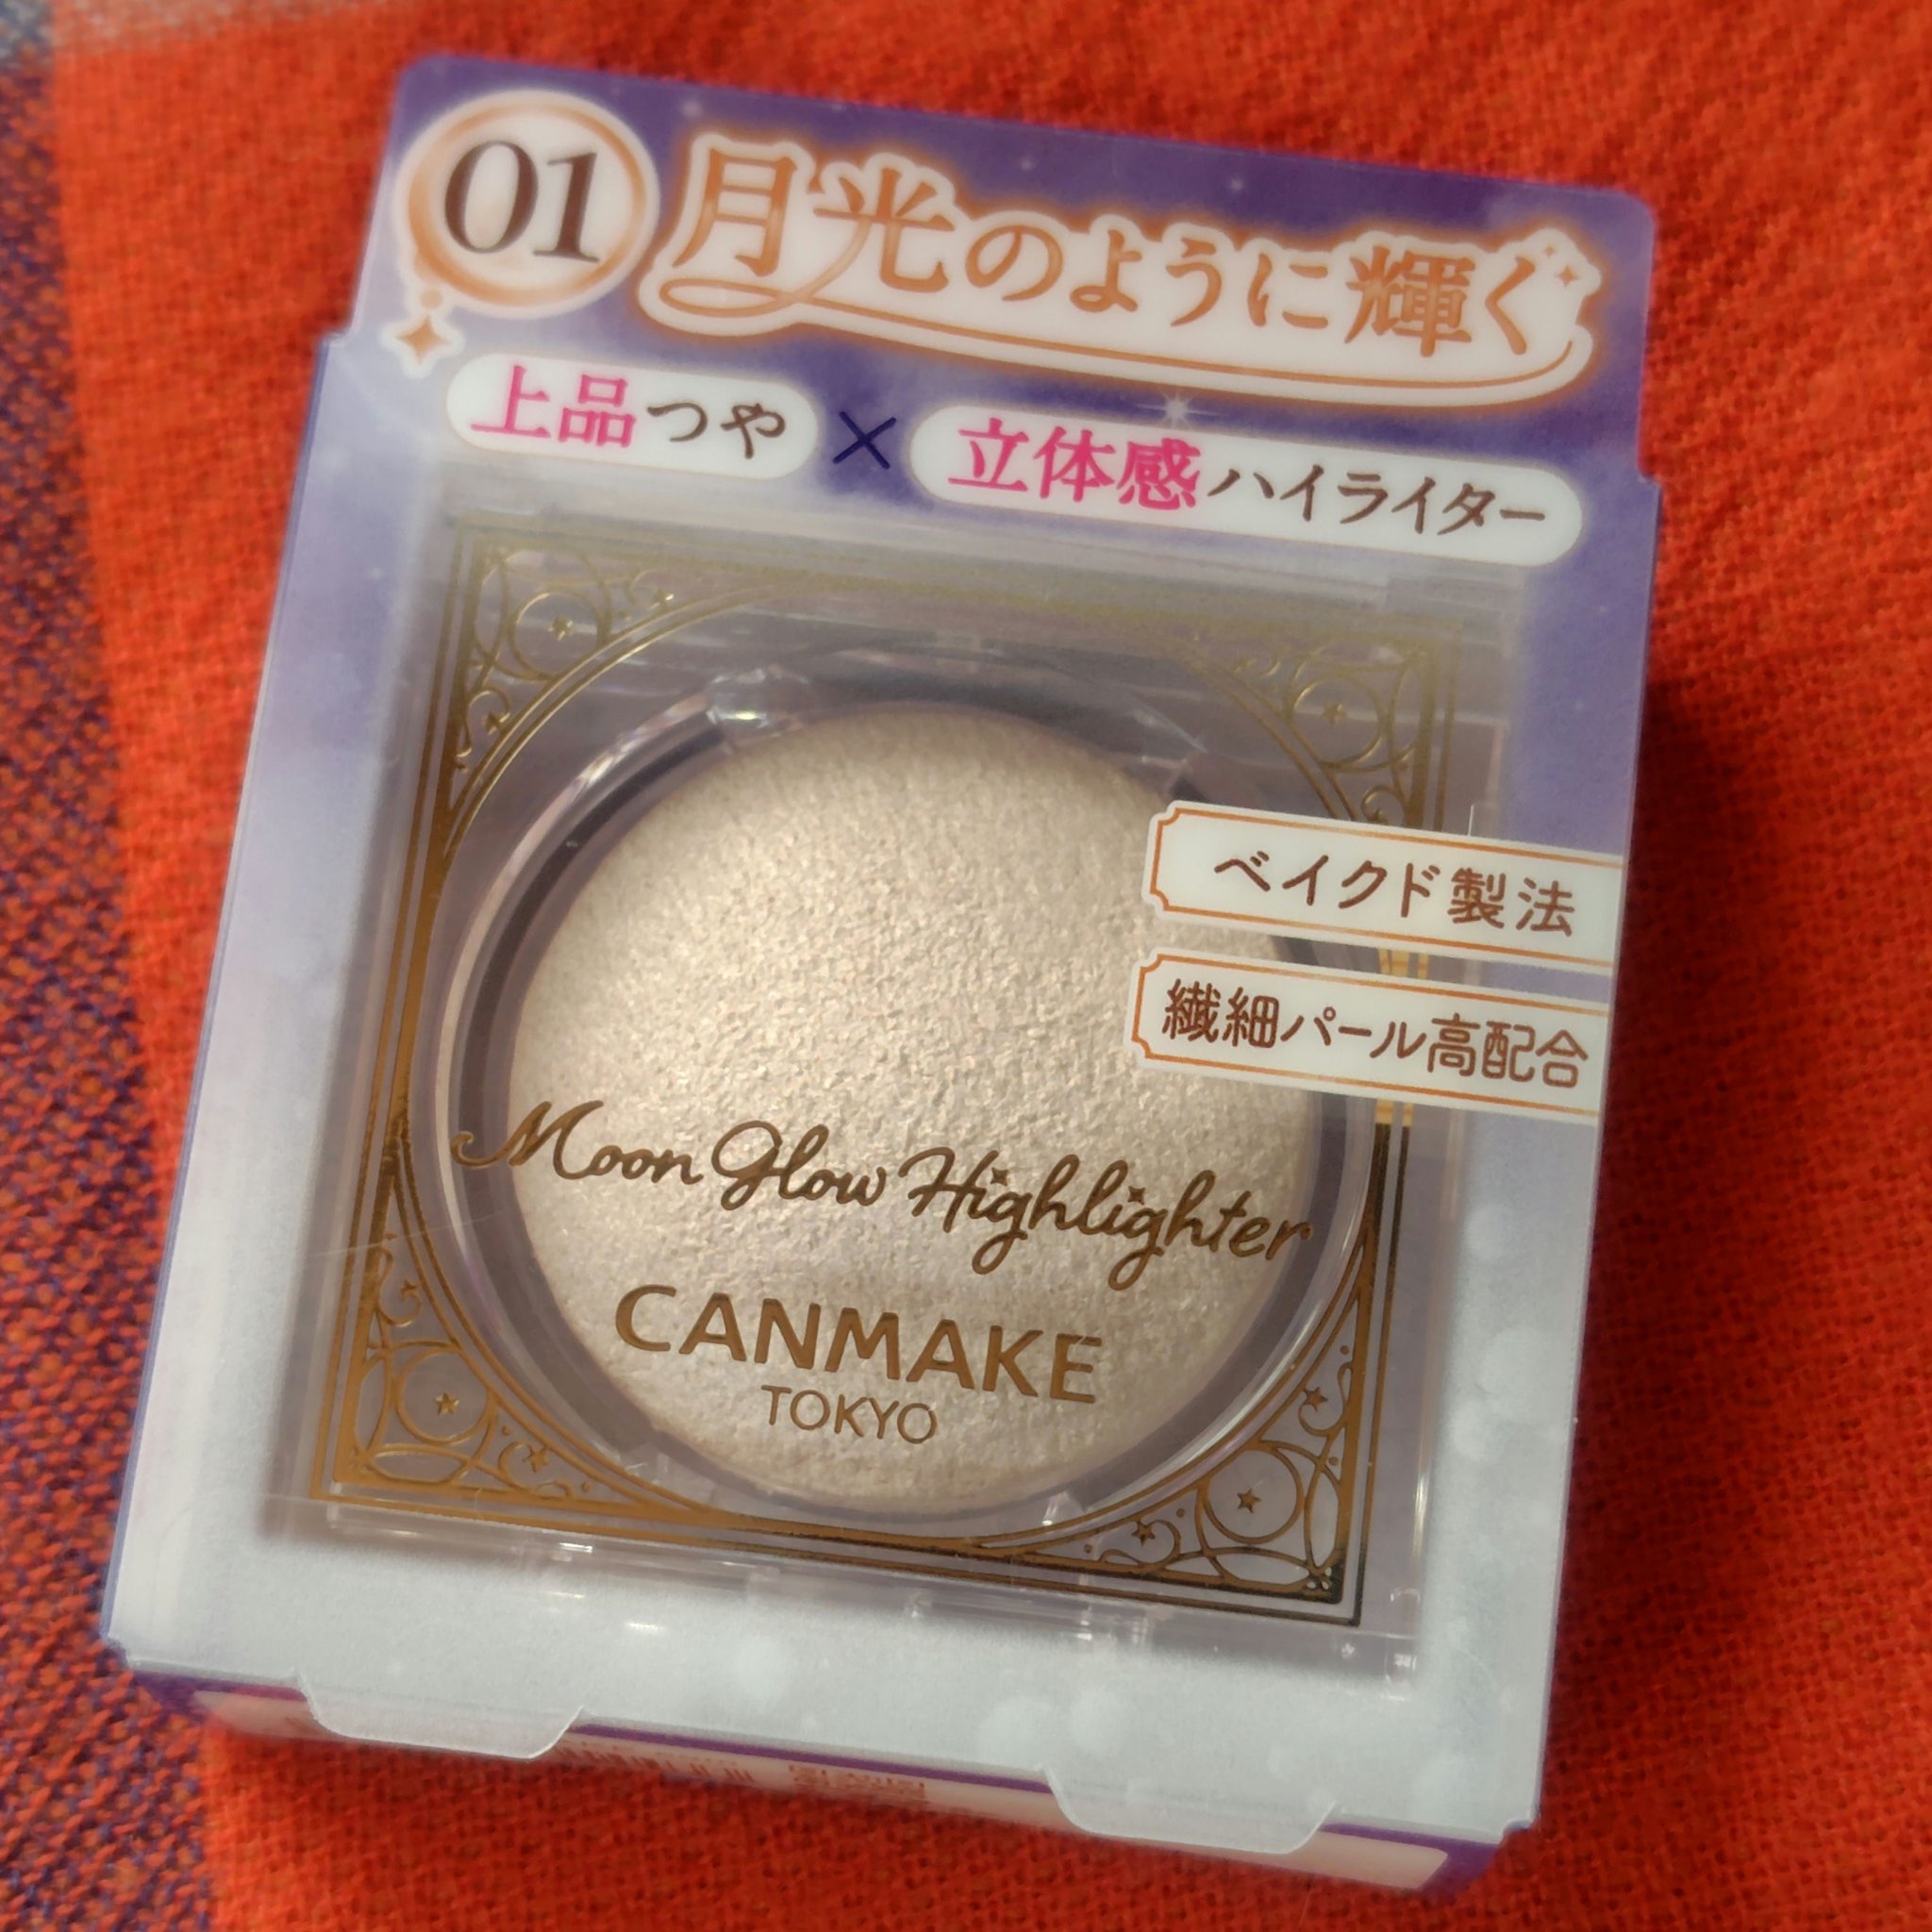 01
月光のように輝く
上品つや × 立体感ハイライター
ベイクド製法
繊細パール高配合
Moon Glow Highlighter
CANMAKE
TOKYO